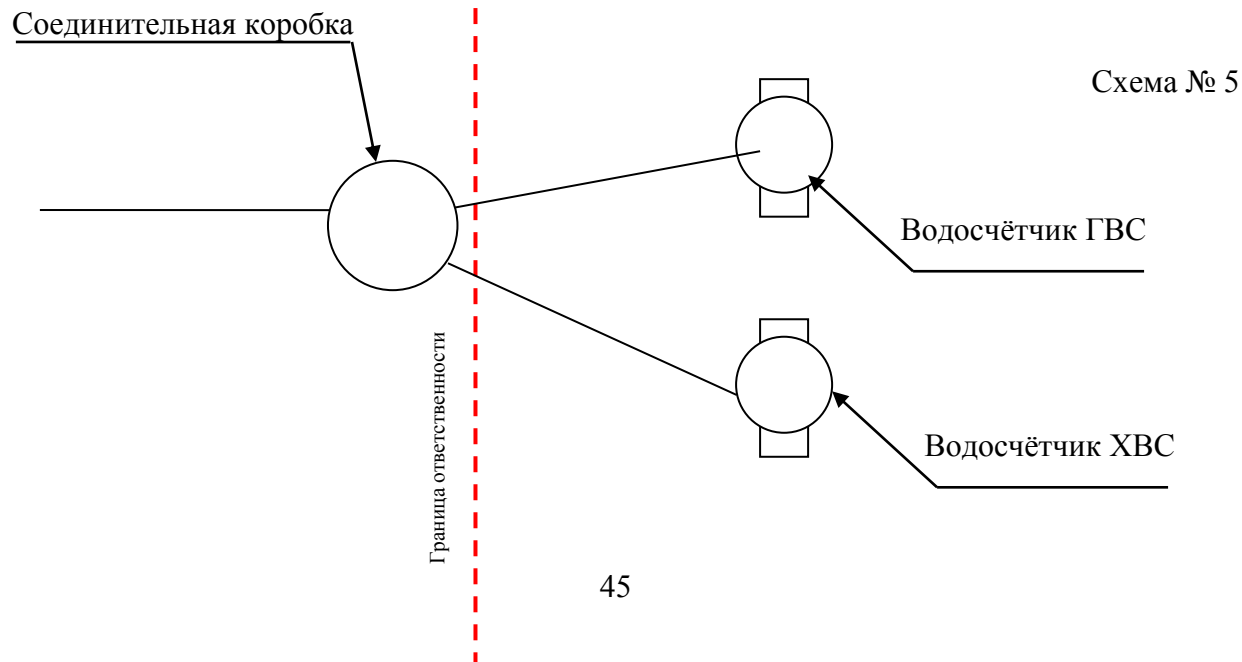 Соединительная коробка
Схема № 5
Водосчётчик ГВС
Водосчётчик ХВС
Граница ответственности
45